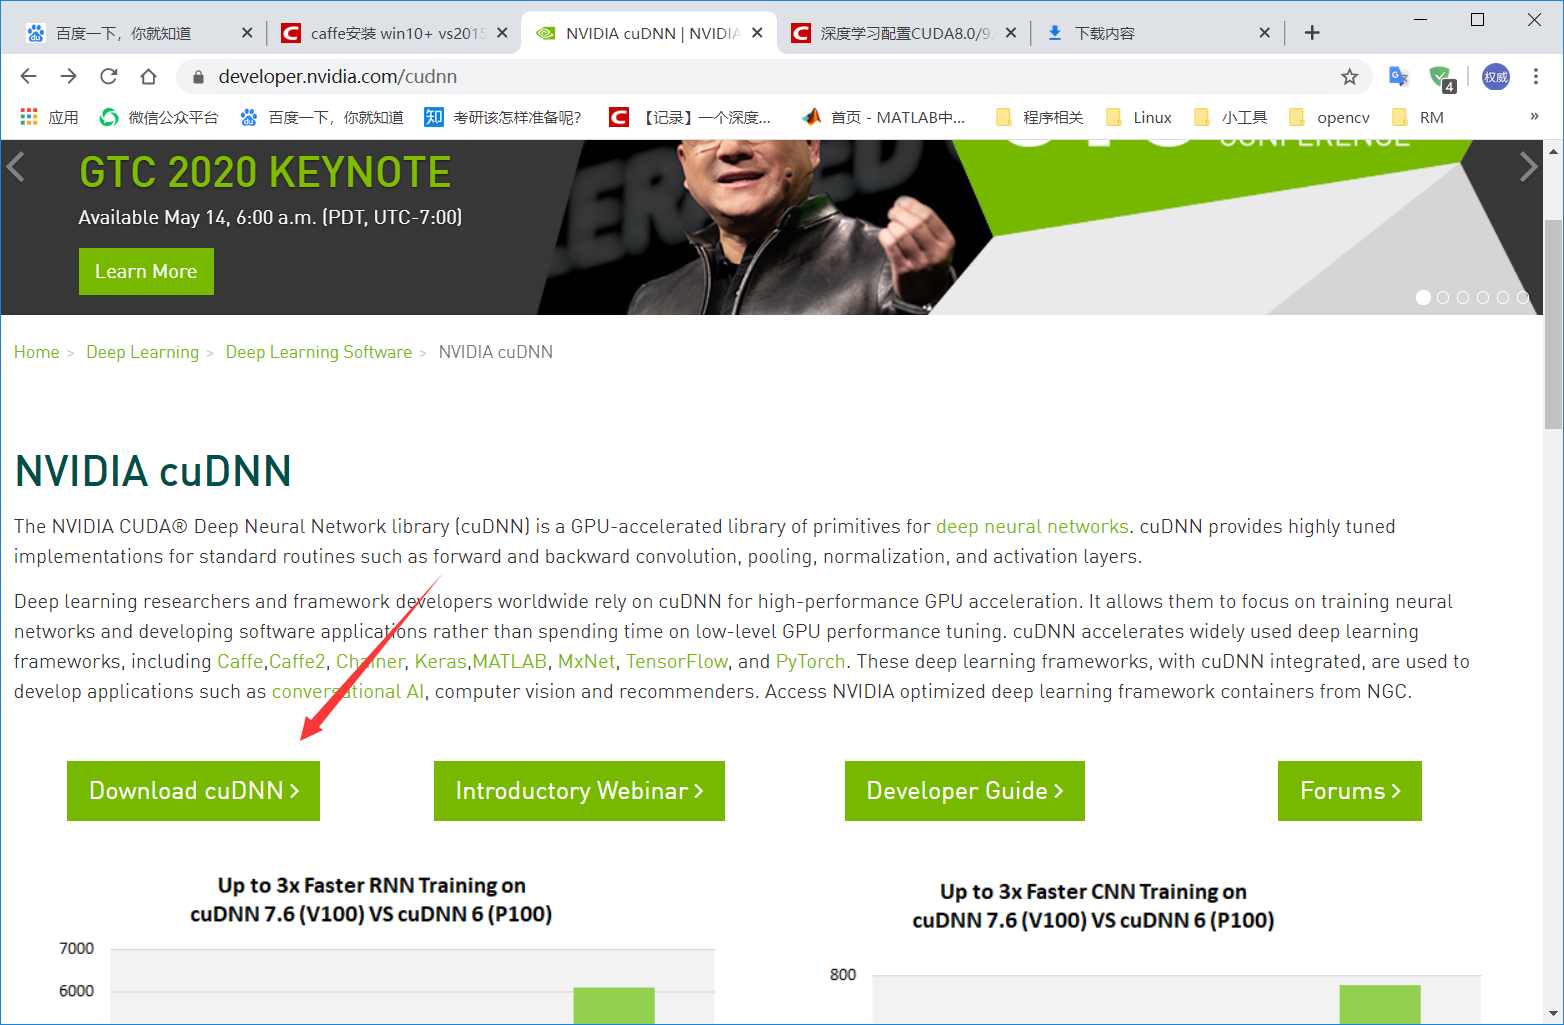 百度一下，你就知道
caffe安装 win10+ vs2015
NVIDIA cuDNN | NVIDIA
深度学习配置CUDA8.0/9.
下载内容
developer.nvidia.com/cudnn
4
权威
应用
微信公众平台
百度一下，你就知道
知
考研该怎样准备呢?
【记录】一个深度...
首页 - MATLAB中...
程序相关
Linux
小工具
opencv
RM
»
GTC 2020 KEYNOTE
CONFERENCE
Available May 14, 6:00 a.m. (PDT, UTC-7:00)
Learn More
Home > Deep Learning > Deep Learning Software > NVIDIA cuDNN
NVIDIA cuDNN
The NVIDIA CUDA® Deep Neural Network library (cuDNN) is a GPU-accelerated library of primitives for deep neural networks. cuDNN provides highly tuned
implementations for standard routines such as forward and backward convolution, pooling, normalization, and activation layers.
Deep learning researchers and framework developers worldwide rely on cuDNN for high-performance GPU acceleration. It allows them to focus on training neural
networks and developing software applications rather than spending time on low-level GPU performance tuning. cuDNN accelerates widely used deep learning
frameworks, including Caffe,Caffe2, Chainer, Keras,MATLAB, MxNet, TensorFlow, and PyTorch. These deep learning frameworks, with cuDNN integrated, are used to
develop applications such as conversational AI, computer vision and recommenders. Access NVIDIA optimized deep learning framework containers from NGC.
Download cuDNN >
Introductory Webinar >
Developer Guide >
Forums >
Up to 3x Faster RNN Training on
cuDNN 7.6 (V100) VS cuDNN 6 (P100)
7000
6000
Up to 3x Faster CNN Training on
cuDNN 7.6 (V100) VS cuDNN 6 (P100)
800